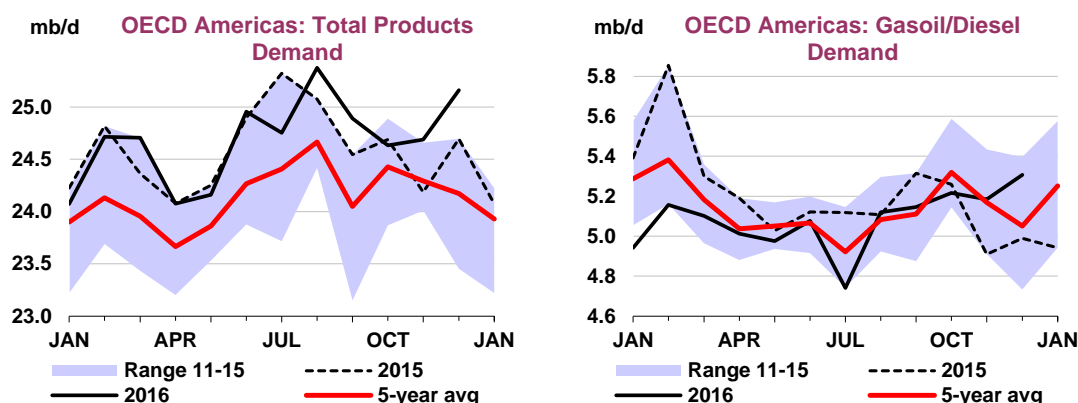 mb/d
OECD Americas: Total Products
Demand
25.0
24.5
24.0
23.5
23.0
JAN APR JUL OCT JAN
Range 11-15 2015
2016 5-year avg
mb/d
OECD Americas: Gasoil/Diesel
Demand
5.8
5.6
5.4
5.2
5.0
4.8
4.6
JAN APR JUL OCT JAN
Range 11-15 2015
2016 5-year avg